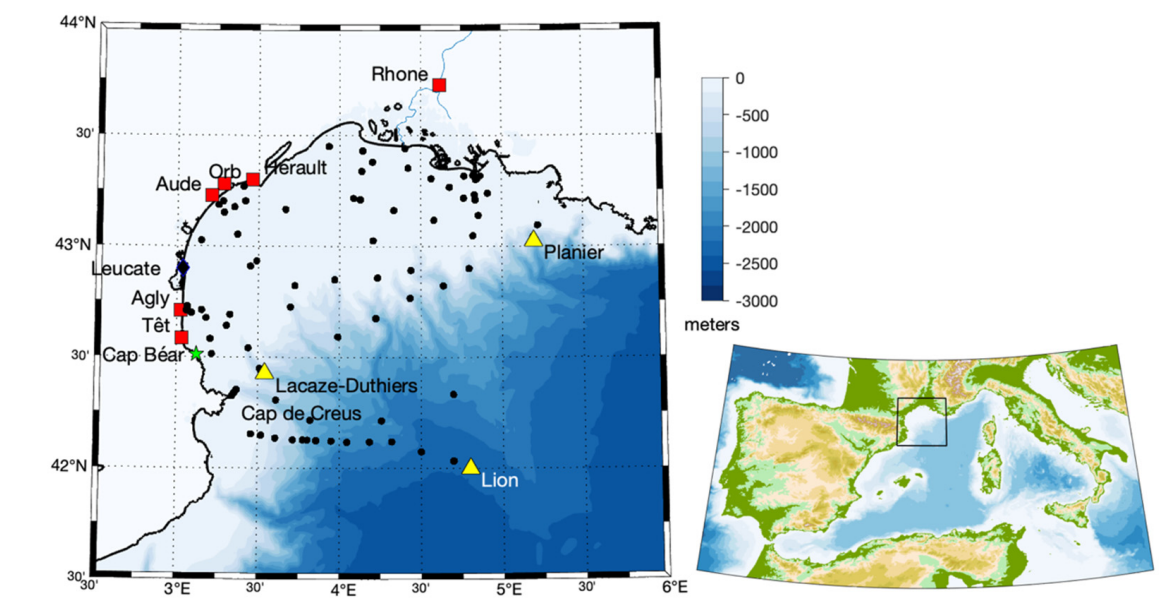 44°N
Rhone
30'
Orb
Herault
Aude
43°N
Planier
Leucate
Agly
Têt
30'
Cap Béar
Lacaze-Duthiers
Cap de Creus
42°N
Lion
30'
30'
3°E
30'
4°E
30'
5°E
30'
6°E
0
-500
-1000
-1500
-2000
-2500
-3000
meters